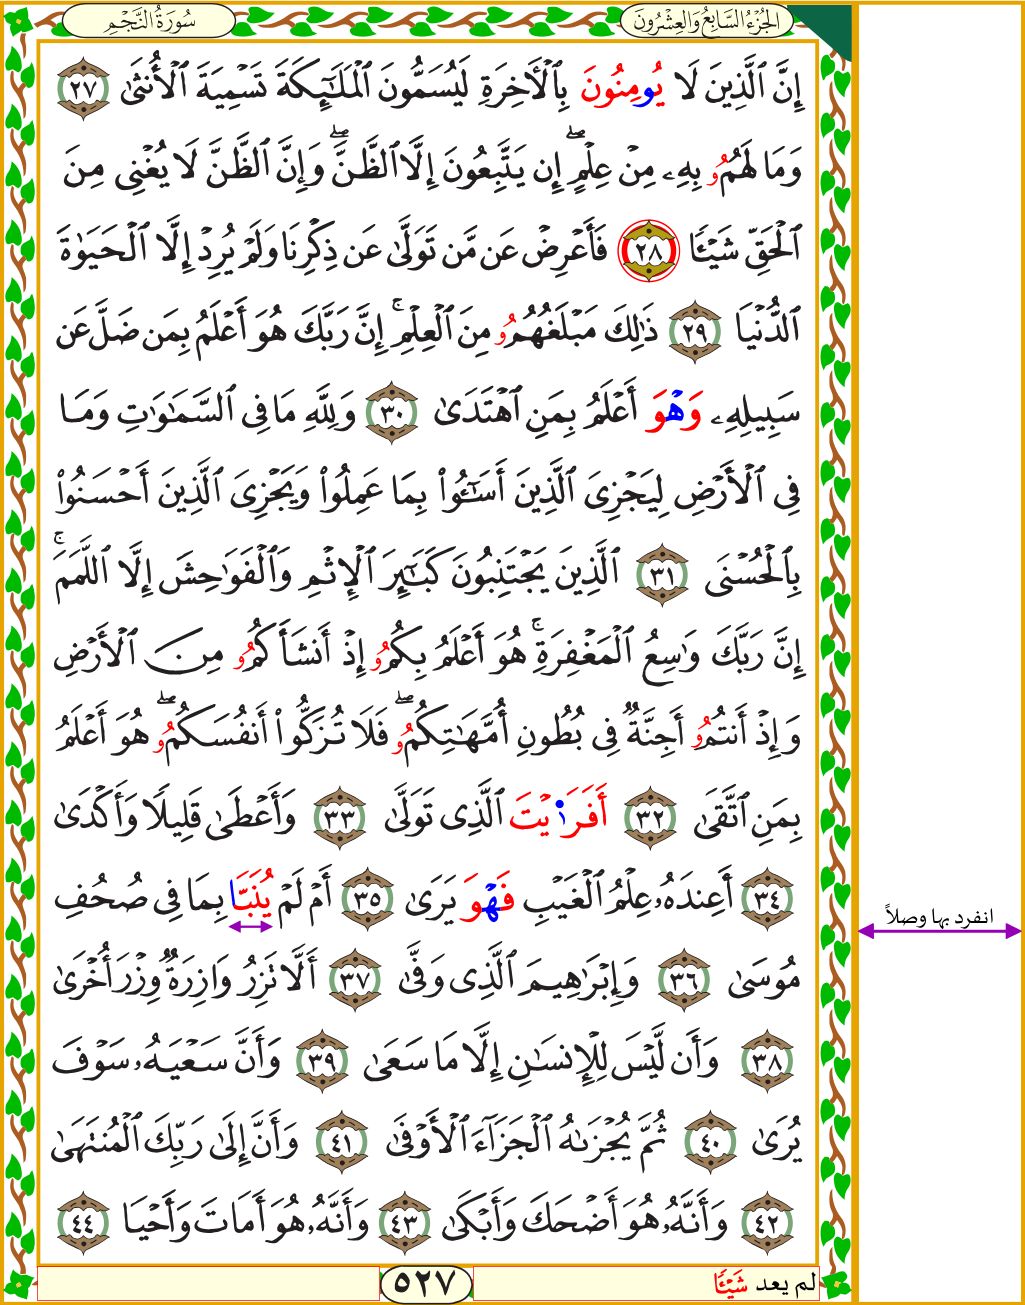 الجُزْءُ السَّابِعُ وَالعِشْرُونَ
سُورَةُ النَّجْمِ
إِنَّ ٱلَّذِينَ لَا يُومِنُونَ بِٱلْأَخِرَةِ لَيُسَمُّونَ ٱلْمَلَـٰٓئِكَةَ تَسْمِيَةَ ٱلْأُنثَىٰ ٢٧
وَمَا لَهُمُۥ بِهِۦ مِنْ عِلْمٍ ۖ إِن يَتَّبِعُونَ إِلَّا ٱلظَّنَّ ۖ وَإِنَّ ٱلظَّنَّ لَا يُغْنِى مِنَ
ٱلْحَقِّ شَيْـًٔا ٢٨ فَأَعْرِضْ عَن مَّن تَوَلَّىٰ عَن ذِكْرِنَا وَلَمْ يُرِدْ إِلَّا ٱلْحَيَوٰةَ
ٱلدُّنْيَا ٢٩ ذَٰلِكَ مَبْلَغُهُمُۥ مِنَ ٱلْعِلْمِ ۚ إِنَّ رَبَّكَ هُوَ أَعْلَمُ بِمَن ضَلَّ عَن
سَبِيلِهِۦ وَهْوَ أَعْلَمُ بِمَنِ ٱهْتَدَىٰ ٣٠ وَلِلَّهِ مَا فِى ٱلسَّمَـٰوَٰتِ وَمَا
فِى ٱلْأَرْضِ لِيَجْزِىَ ٱلَّذِينَ أَسَـٰٓـُٔوا۟ بِمَا عَمِلُوا۟ وَيَجْزِىَ ٱلَّذِينَ أَحْسَنُوا۟
بِٱلْحُسْنَى ٣١ ٱلَّذِينَ يَجْتَنِبُونَ كَبَـٰٓئِرَ ٱلْإِثْمِ وَٱلْفَوَٰحِشَ إِلَّا ٱللَّمَمَ ۚ
إِنَّ رَبَّكَ وَٰسِعُ ٱلْمَغْفِرَةِ ۚ هُوَ أَعْلَمُ بِكُمُۥ إِذْ أَنشَأَكُمُۥ مِنَ ٱلْأَرْضِ
وَإِذْ أَنتُمُۥ أَجِنَّةٌ فِى بُطُونِ أُمَّهَـٰتِكُمُۥ ۖ فَلَا تُزَكُّوٓا۟ أَنفُسَكُمُۥ ۖ هُوَ أَعْلَمُ
بِمَنِ ٱتَّقَىٰ ٣٢ أَفَرَٰ۬يْتَ ٱلَّذِى تَوَلَّىٰ ٣٣ وَأَعْطَىٰ قَلِيلًا وَأَكْدَىٰ
٣٤ أَعِندَهُۥ عِلْمُ ٱلْغَيْبِ فَهْوَ يَرَىٰ ٣٥ أَمْ لَمْ يُنَبَّا بِمَا فِى صُحُفِ
مُوسَىٰ ٣٦ وَإِبْرَٰهِيمَ ٱلَّذِى وَفَّىٰ ٣٧ أَلَّا تَزِرُ وَازِرَةٌ وِزْرَ أُخْرَىٰ
٣٨ وَأَن لَّيْسَ لِلْإِنسَـٰنِ إِلَّا مَا سَعَىٰ ٣٩ وَأَنَّ سَعْيَهُۥ سَوْفَ
يُرَىٰ ٤٠ ثُمَّ يُجْزَىٰهُ ٱلْجَزَآءَ ٱلْأَوْفَىٰ ٤١ وَأَنَّ إِلَىٰ رَبِّكَ ٱلْمُنتَهَىٰ
٤٢ وَأَنَّهُۥ هُوَ أَضْحَكَ وَأَبْكَىٰ ٤٣ وَأَنَّهُۥ هُوَ أَمَاتَ وَأَحْيَا ٤٤
انفرد بها وصلاً
لم يعد شَيْـًٔا
٥٢٧